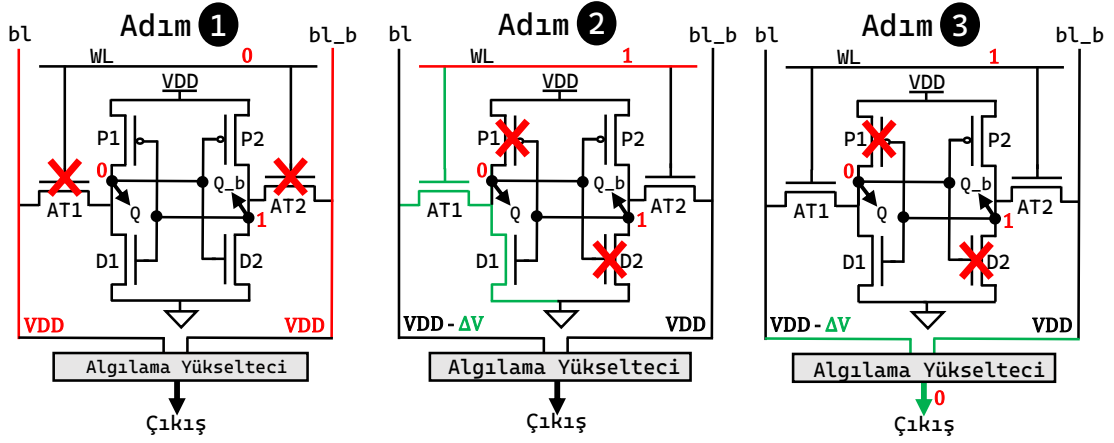 Adım 1
bl
bl_b
WL
0
VDD
P1
P2
0
Q_b
AT1
Q
AT2
1
D1
D2
VDD
VDD
Algılama Yükselteci
Çıkış
Adım 2
bl
bl_b
WL
1
VDD
P1
P2
0
Q_b
AT1
Q
AT2
1
D1
D2
VDD - ΔV
VDD
Algılama Yükselteci
Çıkış
Adım 3
bl
bl_b
WL
1
VDD
P1
P2
0
Q_b
AT1
Q
AT2
1
D1
D2
VDD - ΔV
VDD
Algılama Yükselteci
0
Çıkış